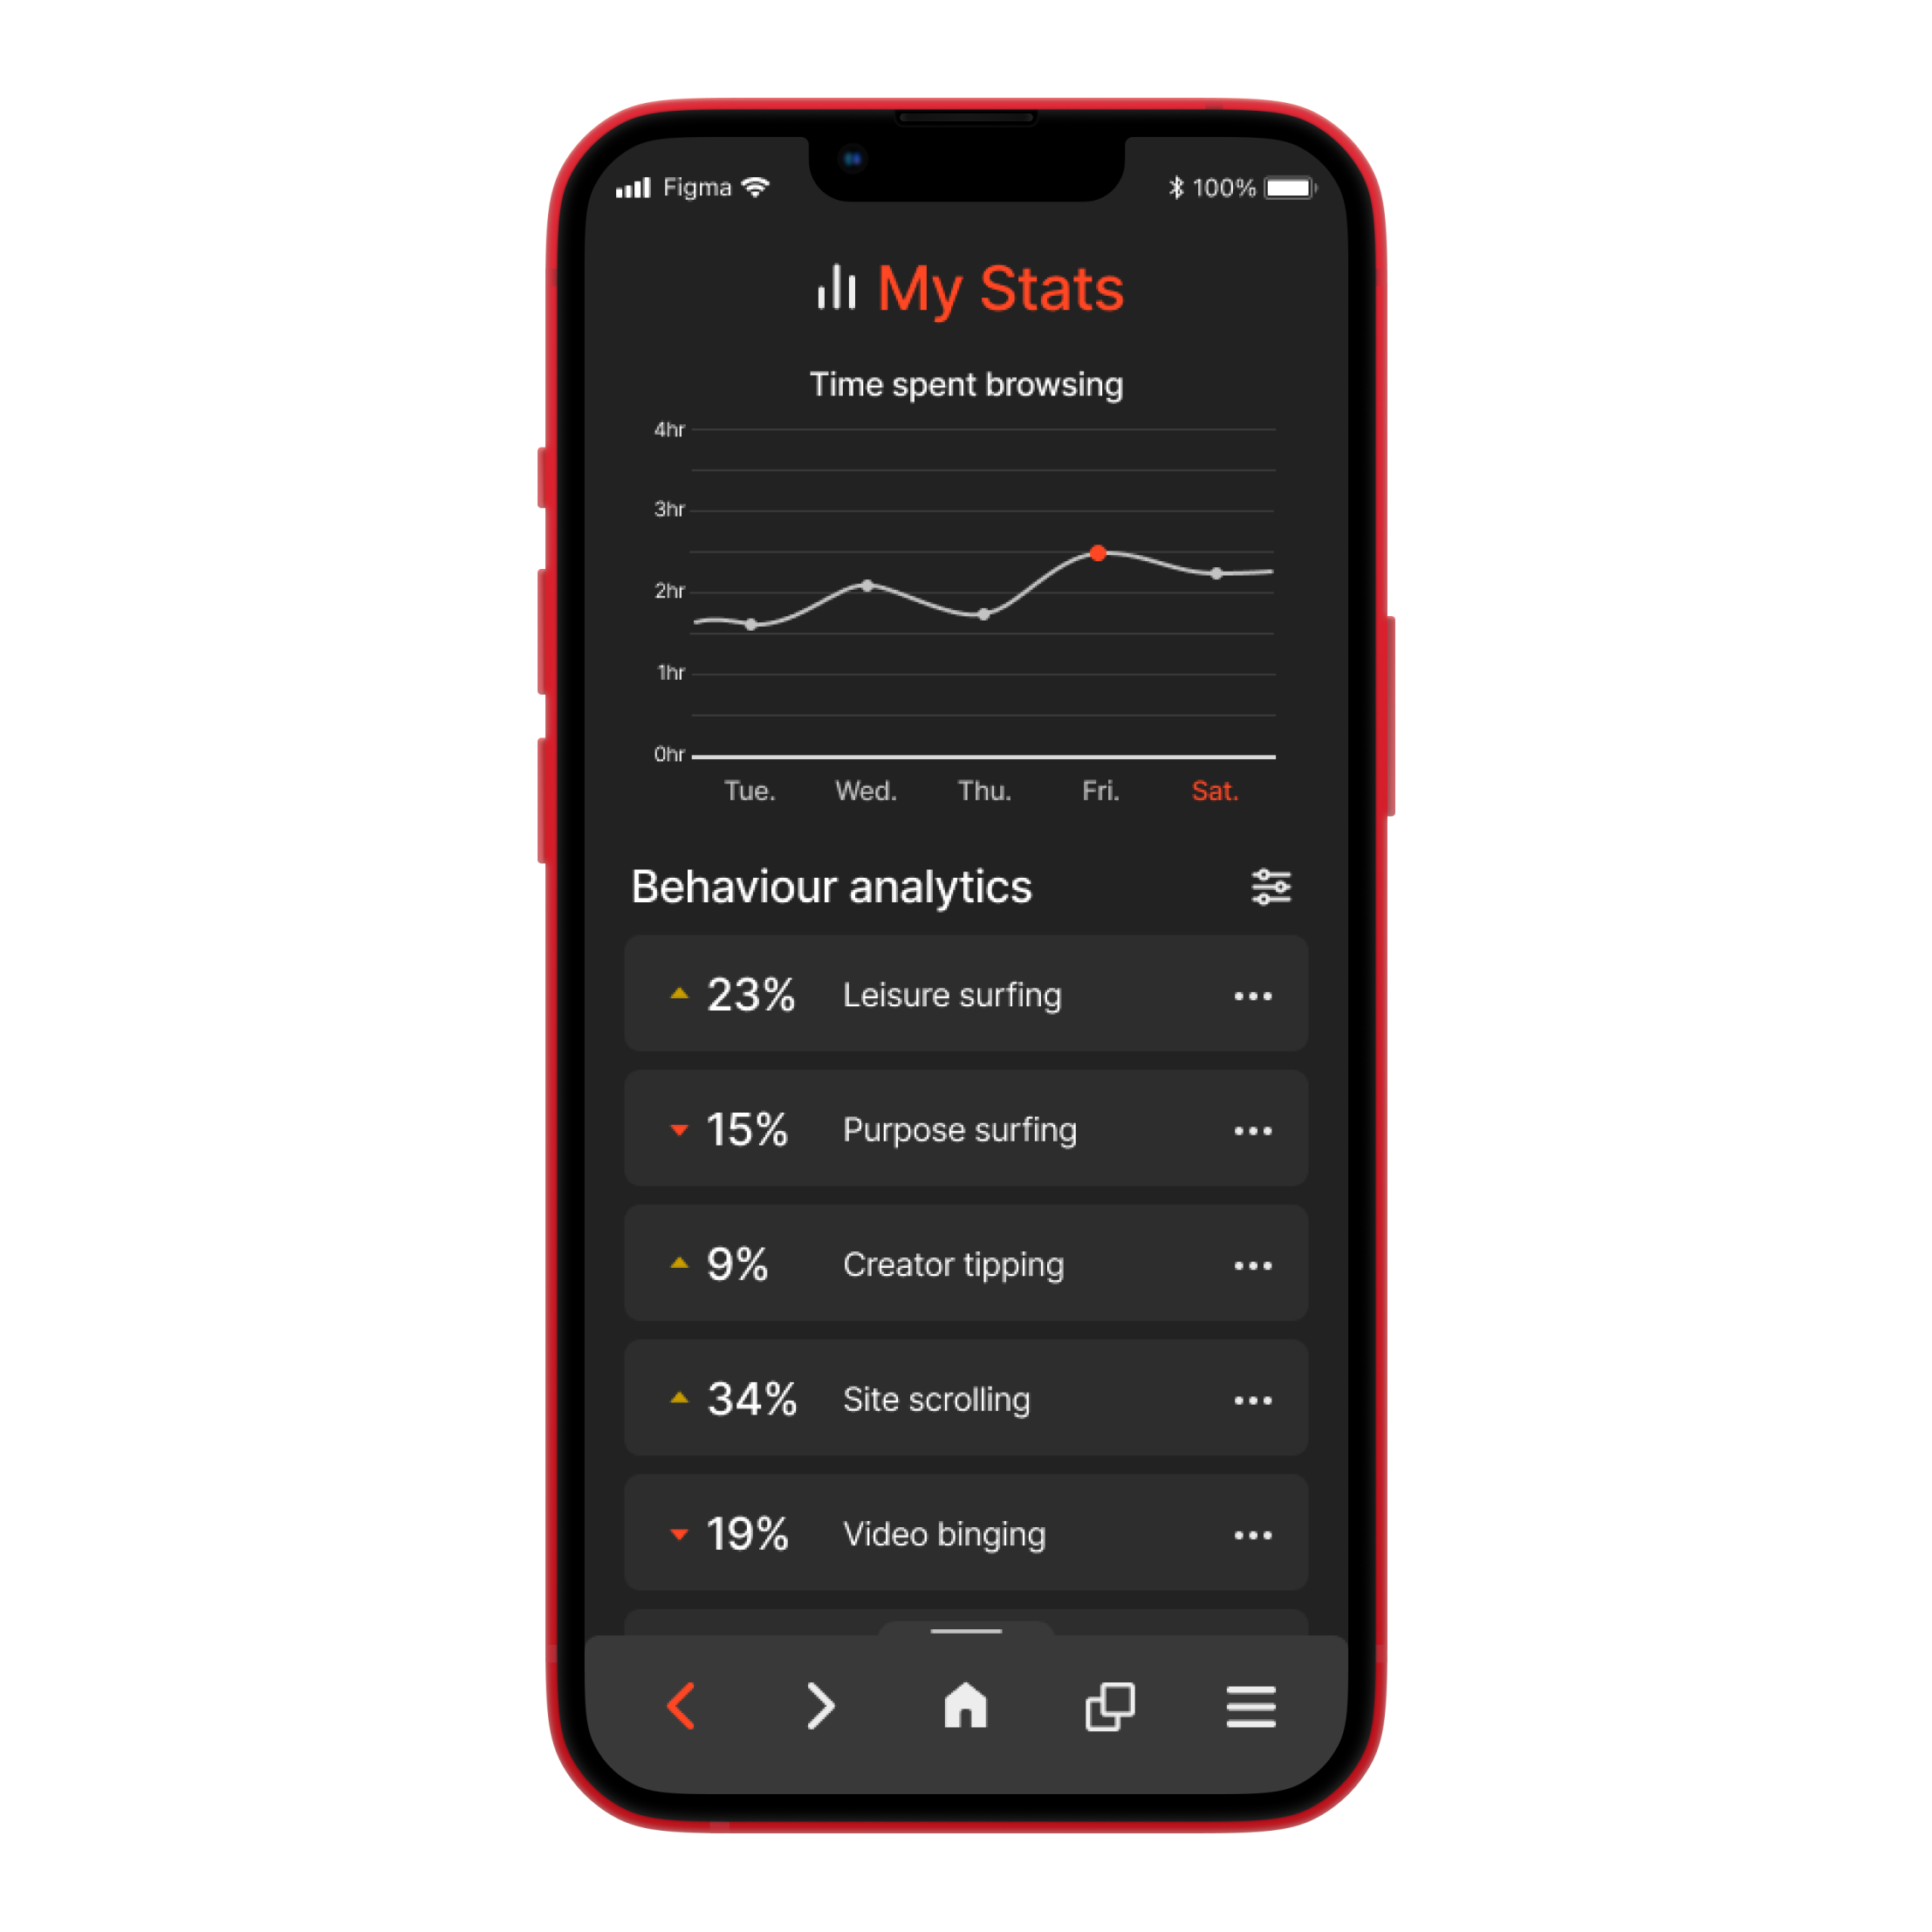 Figma 100%
My Stats
Time spent browsing
4hr
3hr
2hr
1hr
0hr
Tue. Wed. Thu. Fri. Sat.
Behaviour analytics
23% Leisure surfing
15% Purpose surfing
9% Creator tipping
34% Site scrolling
19% Video binging